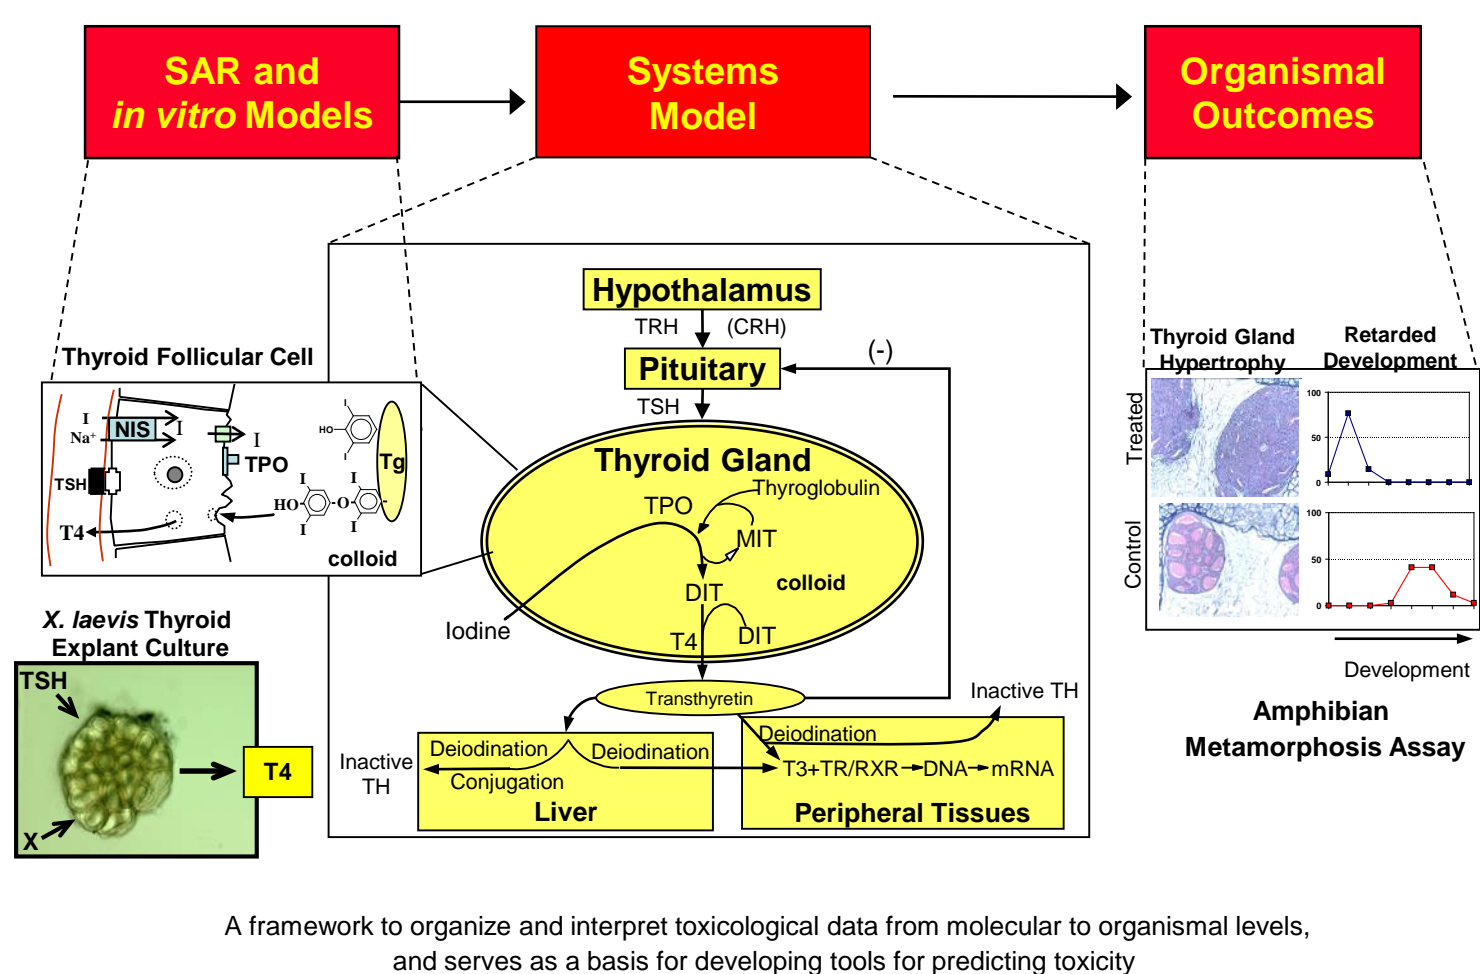 SAR and
in vitro Models
Systems
Model
Organismal
Outcomes
Thyroid Follicular Cell
I
Na+
NIS
I
I
TPO
TSH
T4
HO
I
I
Tg
HO
I
I
O
I
I
colloid
X. laevis Thyroid
Explant Culture
TSH
X
T4
Hypothalamus
TRH
(CRH)
Pituitary
(-)
TSH
Thyroid Gland
Thyroglobulin
TPO
MIT
colloid
DIT
Iodine
T4
DIT
Transthyretin
Inactive TH
Deiodination
Deiodination
Deiodination
Inactive
TH
Conjugation
T3+TR/RXR
DNA
mRNA
Liver
Peripheral Tissues
Thyroid Gland
Hypertrophy
Retarded
Development
Treated
100
50
0
Control
100
50
0
Development
Amphibian
Metamorphosis Assay
A framework to organize and interpret toxicological data from molecular to organismal levels,
and serves as a basis for developing tools for predicting toxicity